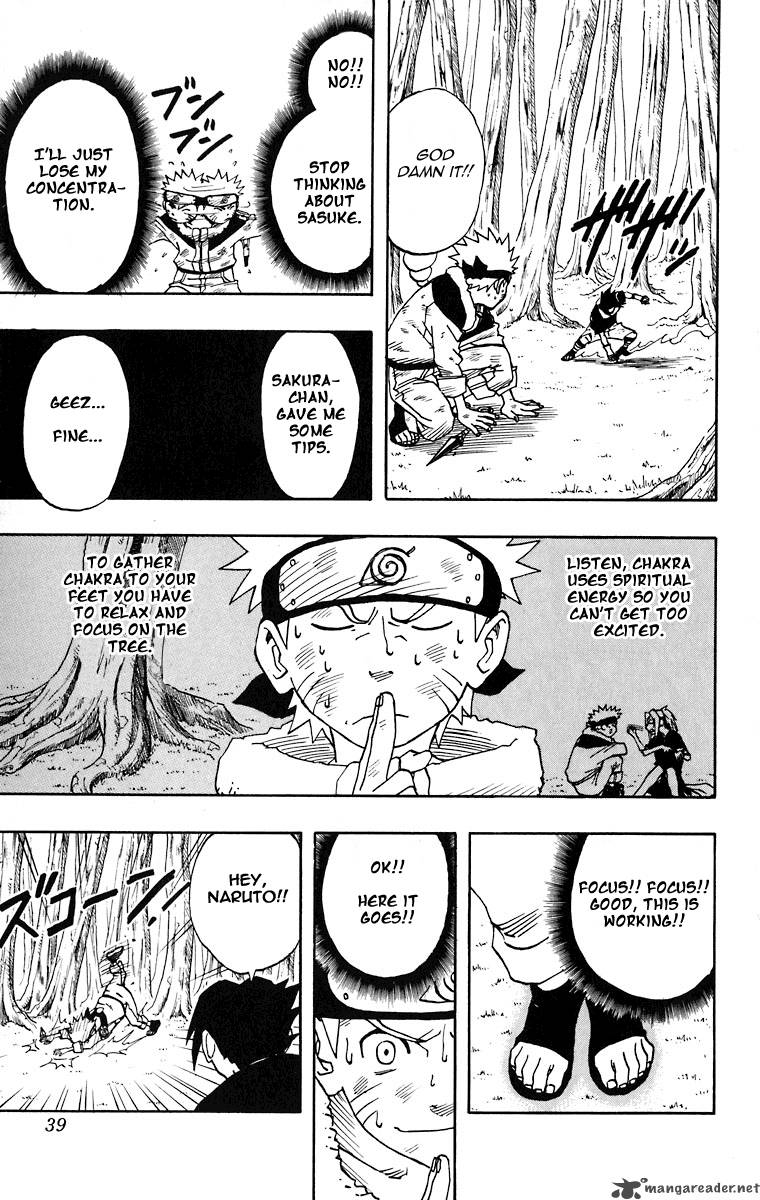 GOD
DAMN IT!!
ザザ
ザザ
NO!!
NO!!
STOP
THINKING
ABOUT
SASUKE.
ブン
ブン
I'LL JUST
LOSE MY
CONCENTRA-
TION.
SAKURA-
CHAN,
GAVE ME
SOME
TIPS.
GEEZ...
FINE...
LISTEN, CHAKRA
USES SPIRITUAL
ENERGY SO YOU
CAN'T GET TOO
EXCITED.
TO GATHER
CHAKRA TO YOUR
FEET YOU HAVE
TO RELAX AND
FOCUS ON THE
TREE.
FOCUS!! FOCUS!!
GOOD, THIS IS
WORKING!!
OK!!
HERE IT
GOES!!
HEY,
NARUTO!!
ズコーン!!
39
mangareader.net